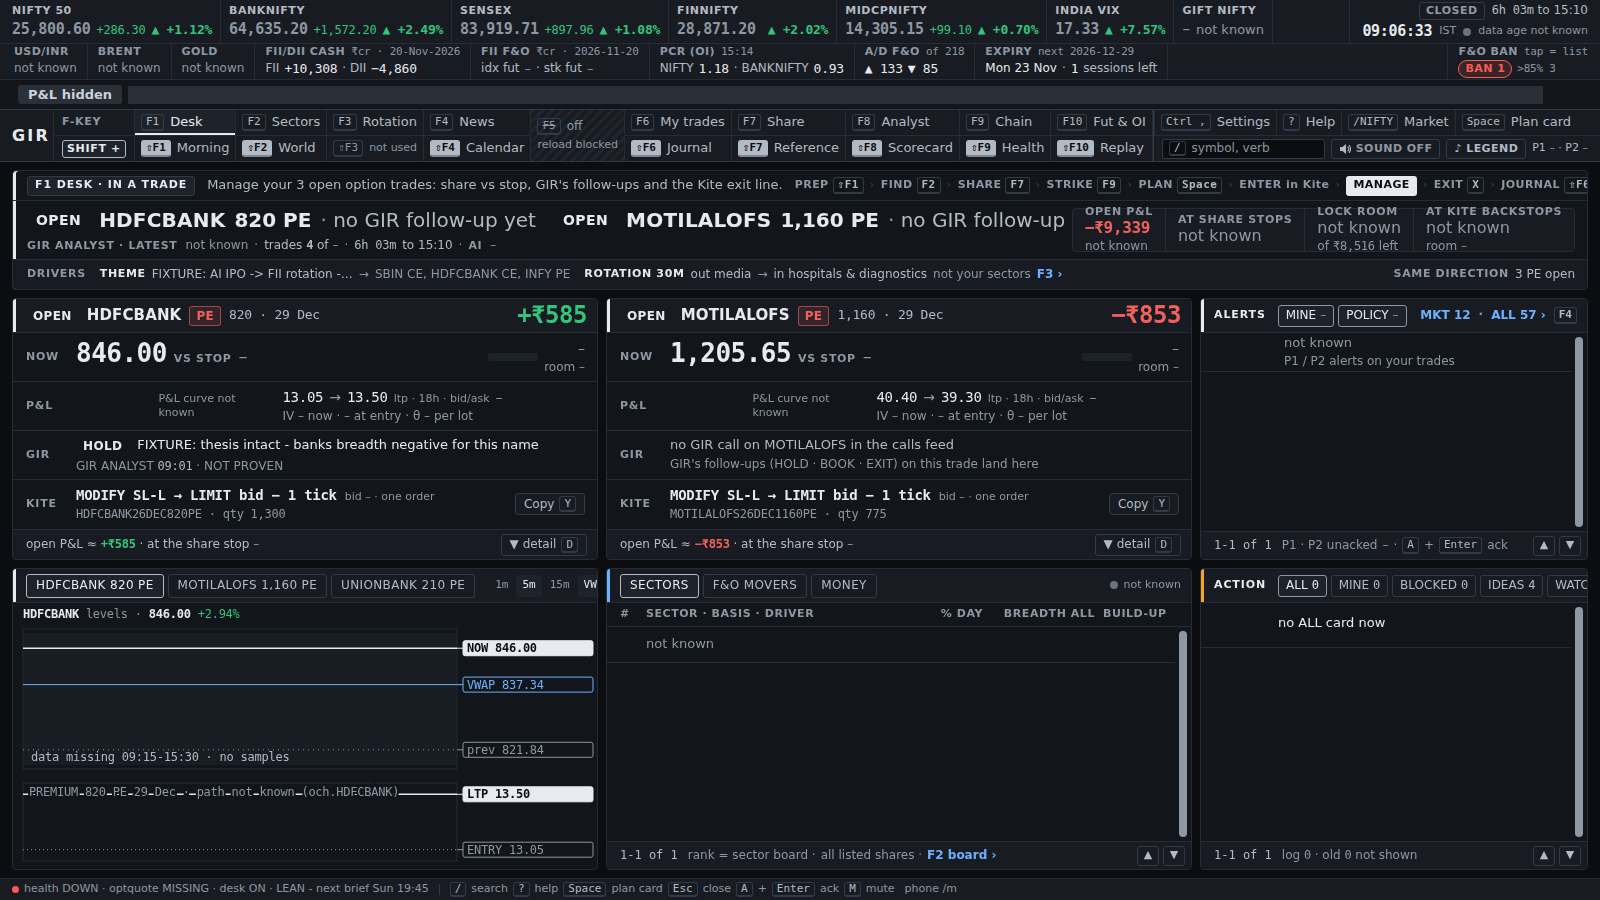 NIFTY 50 BANKNIFTY SENSEX FINNIFTY MIDCPNIFTY INDIA VIX GIFT NIFTY CLOSED 6h 03m to 15:10
25,800.60 +286.30 ▲ +1.12% 64,635.20 +1,572.20 ▲ +2.49% 83,919.71 +897.96 ▲ +1.08% 28,871.20 ▲ +2.02% 14,305.15 +99.10 ▲ +0.70% 17.33 ▲ +7.57% – not known 09:06:33 IST data age not known
USD/INR BRENT GOLD FII/DII CASH ₹cr · 20-Nov-2026 FII F&O ₹cr · 2026-11-20 PCR (OI) 15:14 A/D F&O of 218 EXPIRY next 2026-12-29 F&O BAN tap = list
not known not known not known FII +10,308 · DII −4,860 idx fut – · stk fut – NIFTY 1.18 · BANKNIFTY 0.93 ▲ 133 ▼ 85 Mon 23 Nov · 1 sessions left BAN 1 >85% 3
P&L hidden
GIR F-KEY F1 Desk F2 Sectors F3 Rotation F4 News F5 off F6 My trades F7 Share F8 Analyst F9 Chain F10 Fut & OI Ctrl , Settings ? Help /NIFTY Market Space Plan card
SHIFT + ⇧F1 Morning ⇧F2 World ⇧F3 not used ⇧F4 Calendar reload blocked ⇧F6 Journal ⇧F7 Reference ⇧F8 Scorecard ⇧F9 Health ⇧F10 Replay / symbol, verb SOUND OFF ♪ LEGEND P1 – · P2 –
F1 DESK · IN A TRADE Manage your 3 open option trades: share vs stop, GIR's follow-ups and the Kite exit line. PREP ⇧F1 › FIND F2 › SHARE F7 › STRIKE F9 › PLAN Space › ENTER in Kite › MANAGE › EXIT X › JOURNAL ⇧F6
OPEN HDFCBANK 820 PE · no GIR follow-up yet OPEN MOTILALOFS 1,160 PE · no GIR follow-up
OPEN P&L AT SHARE STOPS LOCK ROOM AT KITE BACKSTOPS
−₹9,339 not known not known not known
not known of ₹8,516 left room –
GIR ANALYST · LATEST not known · trades 4 of – · 6h 03m to 15:10 · AI –
DRIVERS THEME FIXTURE: AI IPO -> FII rotation -… → SBIN CE, HDFCBANK CE, INFY PE ROTATION 30M out media → in hospitals & diagnostics not your sectors F3 › SAME DIRECTION 3 PE open
OPEN HDFCBANK PE 820 · 29 Dec +₹585
NOW 846.00 VS STOP – –
room –
P&L P&L curve not known 13.05 → 13.50 ltp · 18h · bid/ask –
IV – now · – at entry · θ – per lot
GIR HOLD FIXTURE: thesis intact - banks breadth negative for this name
GIR ANALYST 09:01 · NOT PROVEN
KITE MODIFY SL-L → LIMIT bid − 1 tick bid – · one order Copy Y
HDFCBANK26DEC820PE · qty 1,300
open P&L ≈ +₹585 · at the share stop – ▼ detail D
OPEN MOTILALOFS PE 1,160 · 29 Dec −₹853
NOW 1,205.65 VS STOP – –
room –
P&L P&L curve not known 40.40 → 39.30 ltp · 18h · bid/ask –
IV – now · – at entry · θ – per lot
GIR no GIR call on MOTILALOFS in the calls feed
GIR's follow-ups (HOLD · BOOK · EXIT) on this trade land here
KITE MODIFY SL-L → LIMIT bid − 1 tick bid – · one order Copy Y
MOTILALOFS26DEC1160PE · qty 775
open P&L ≈ −₹853 · at the share stop – ▼ detail D
ALERTS MINE – POLICY – MKT 12 · ALL 57 › F4
not known
P1 / P2 alerts on your trades
1-1 of 1 P1 · P2 unacked – · A + Enter ack ▲ ▼
HDFCBANK 820 PE MOTILALOFS 1,160 PE UNIONBANK 210 PE 1m 5m 15m VW
HDFCBANK levels · 846.00 +2.94%
NOW 846.00
VWAP 837.34
prev 821.84
data missing 09:15-15:30 · no samples
PREMIUM 820 PE 29 Dec · path not known (och.HDFCBANK)
LTP 13.50
ENTRY 13.05
SECTORS F&O MOVERS MONEY not known
# SECTOR · BASIS · DRIVER % DAY BREADTH ALL BUILD-UP
not known
1-1 of 1 rank = sector board · all listed shares · F2 board › ▲ ▼
ACTION ALL 0 MINE 0 BLOCKED 0 IDEAS 4 WATC
no ALL card now
1-1 of 1 log 0 · old 0 not shown ▲ ▼
health DOWN · optquote MISSING · desk ON · LEAN - next brief Sun 19:45 | / search ? help Space plan card Esc close A + Enter ack M mute phone /m